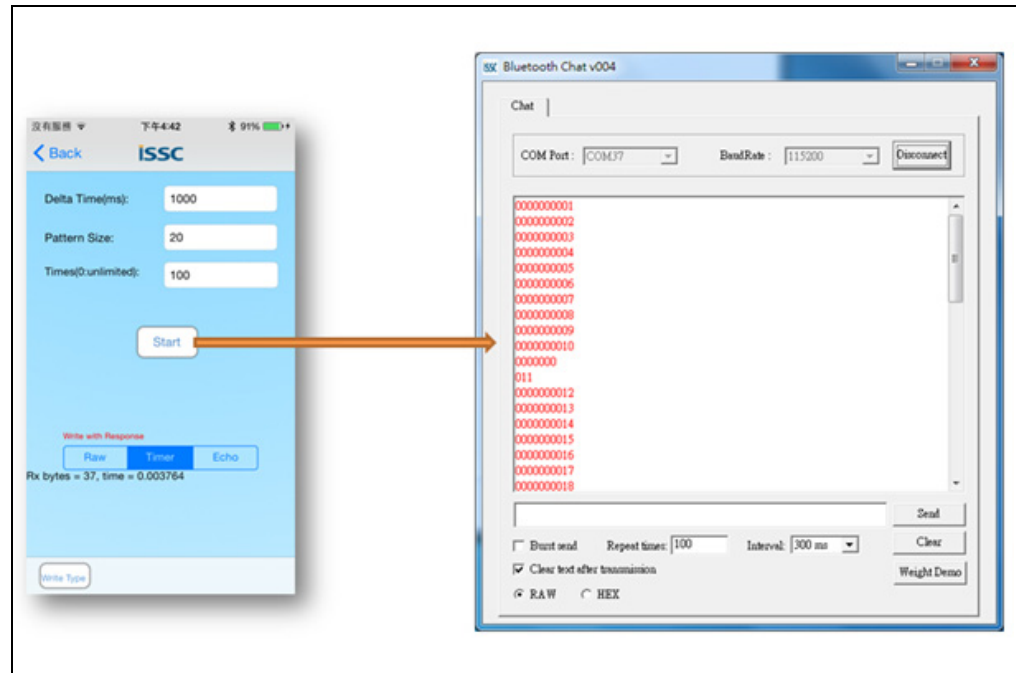 沒有服務 下午4:42 91%
Back ISSC
Delta Time(ms): 1000
Pattern Size: 20
Times(0:unlimited): 100
Start
Write with Response
Raw Timer Echo
Rx bytes = 37, time = 0.003764
Write Type
ISSC Bluetooth Chat v004
Chat
COM Port : COM37 BaudRate : 115200 Disconnect
0000000001
0000000002
0000000003
0000000004
0000000005
0000000006
0000000007
0000000008
0000000009
0000000010
0000000
011
0000000012
0000000013
0000000014
0000000015
0000000016
0000000017
0000000018
Send
Burst send Repeat times: 100 Interval: 300 ms Clear
Clear text after transmission Weight Demo
RAW HEX